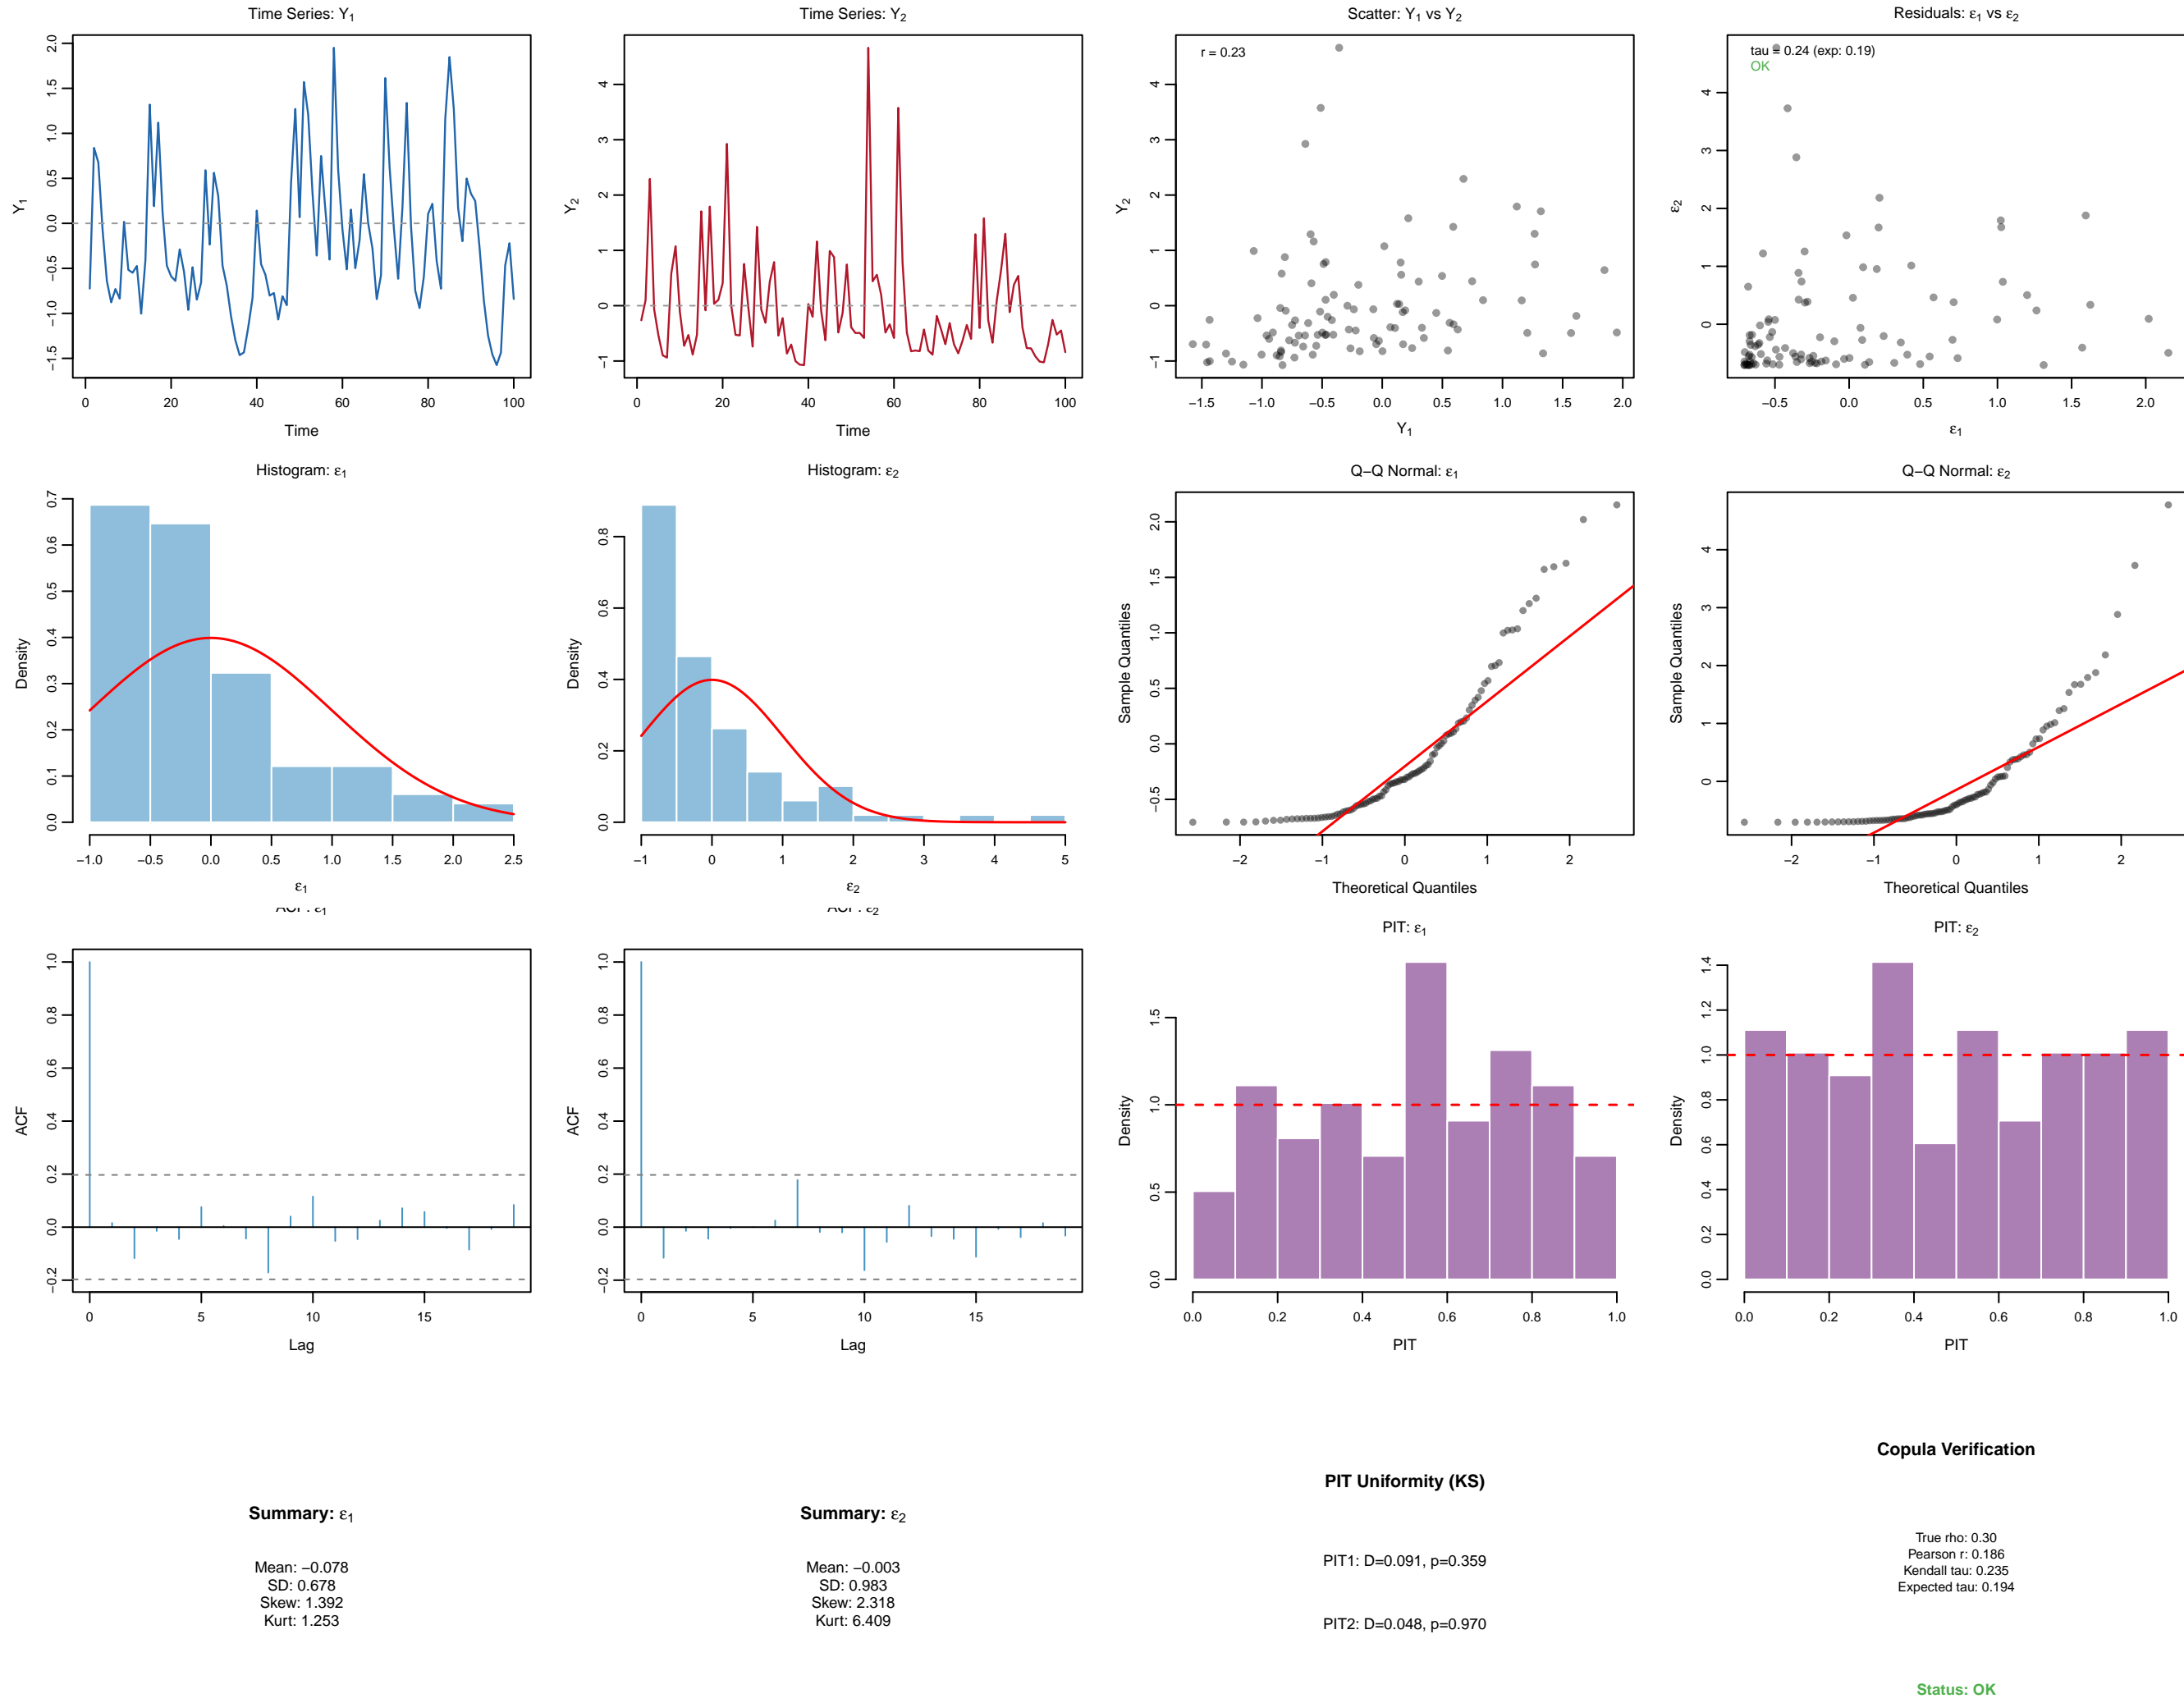 Time Series: Y1
Time Series: Y2
Scatter: Y1 vs Y2
Residuals: ε1 vs ε2
Y1
−1.5 −1.0 −0.5 0.0 0.5 1.0 1.5 2.0
0 20 40 60 80 100
Time
Y2
−1 0 1 2 3 4
0 20 40 60 80 100
Time
r = 0.23
Y2
−1 0 1 2 3 4
−1.5 −1.0 −0.5 0.0 0.5 1.0 1.5 2.0
Y1
tau = 0.24 (exp: 0.19)
OK
ε2
0 1 2 3 4
−0.5 0.0 0.5 1.0 1.5 2.0
ε1
Histogram: ε1
Histogram: ε2
Q−Q Normal: ε1
Q−Q Normal: ε2
Density
0.0 0.1 0.2 0.3 0.4 0.5 0.6 0.7
−1.0 −0.5 0.0 0.5 1.0 1.5 2.0 2.5
ε1
Density
0.0 0.2 0.4 0.6 0.8
−1 0 1 2 3 4 5
ε2
Sample Quantiles
−0.5 0.0 0.5 1.0 1.5 2.0
−2 −1 0 1 2
Theoretical Quantiles
Sample Quantiles
0 1 2 3 4
−2 −1 0 1 2
Theoretical Quantiles
ACF: ε1
ACF: ε2
PIT: ε1
PIT: ε2
ACF
−0.2 0.0 0.2 0.4 0.6 0.8 1.0
0 5 10 15
Lag
ACF
−0.2 0.0 0.2 0.4 0.6 0.8 1.0
0 5 10 15
Lag
Density
0.0 0.5 1.0 1.5
0.0 0.2 0.4 0.6 0.8 1.0
PIT
Density
0.0 0.2 0.4 0.6 0.8 1.0 1.2 1.4
0.0 0.2 0.4 0.6 0.8 1.0
PIT
Summary: ε1
Mean: −0.078
SD: 0.678
Skew: 1.392
Kurt: 1.253
Summary: ε2
Mean: −0.003
SD: 0.983
Skew: 2.318
Kurt: 6.409
PIT Uniformity (KS)
PIT1: D=0.091, p=0.359
PIT2: D=0.048, p=0.970
Copula Verification
True rho: 0.30
Pearson r: 0.186
Kendall tau: 0.235
Expected tau: 0.194
Status: OK